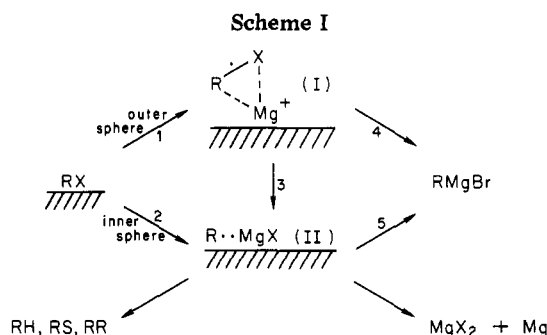 Scheme I
X
R · (I)
Mg+
outer sphere 1
4
RX
3
RMgBr
inner sphere 2
R··MgX (II)
5
RH, RS, RR
MgX2 + Mg